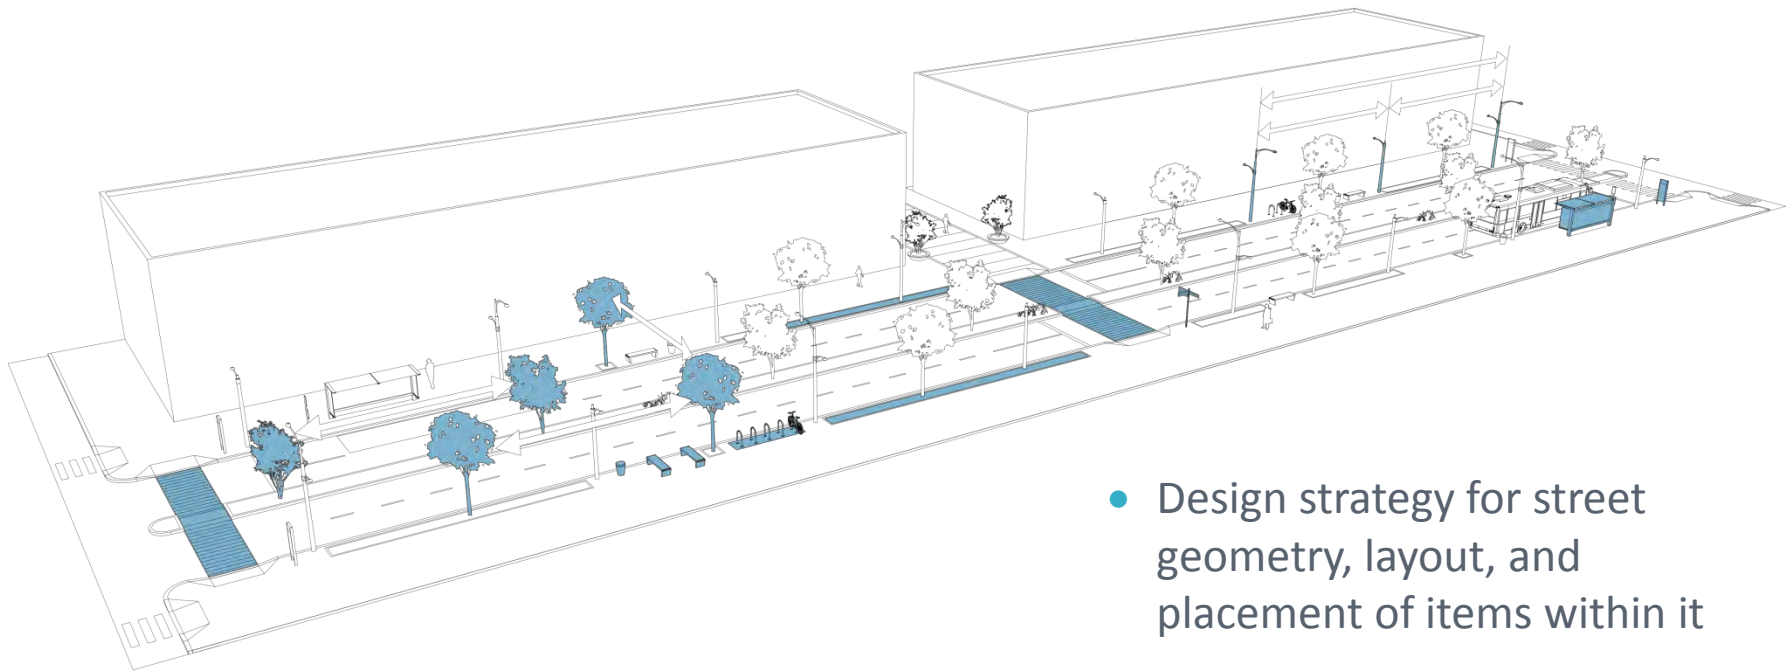 • Design strategy for street
geometry, layout, and
placement of items within it